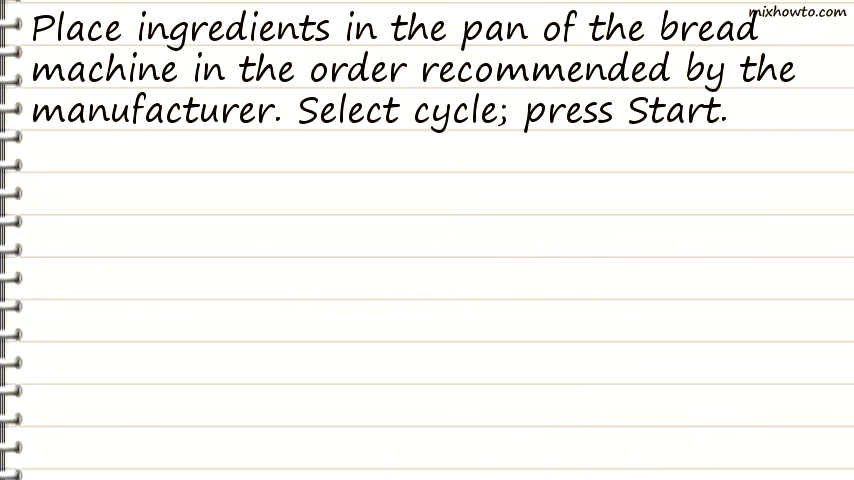 mixhowto.com
Place ingredients in the pan of the bread
machine in the order recommended by the
manufacturer. Select cycle; press Start.